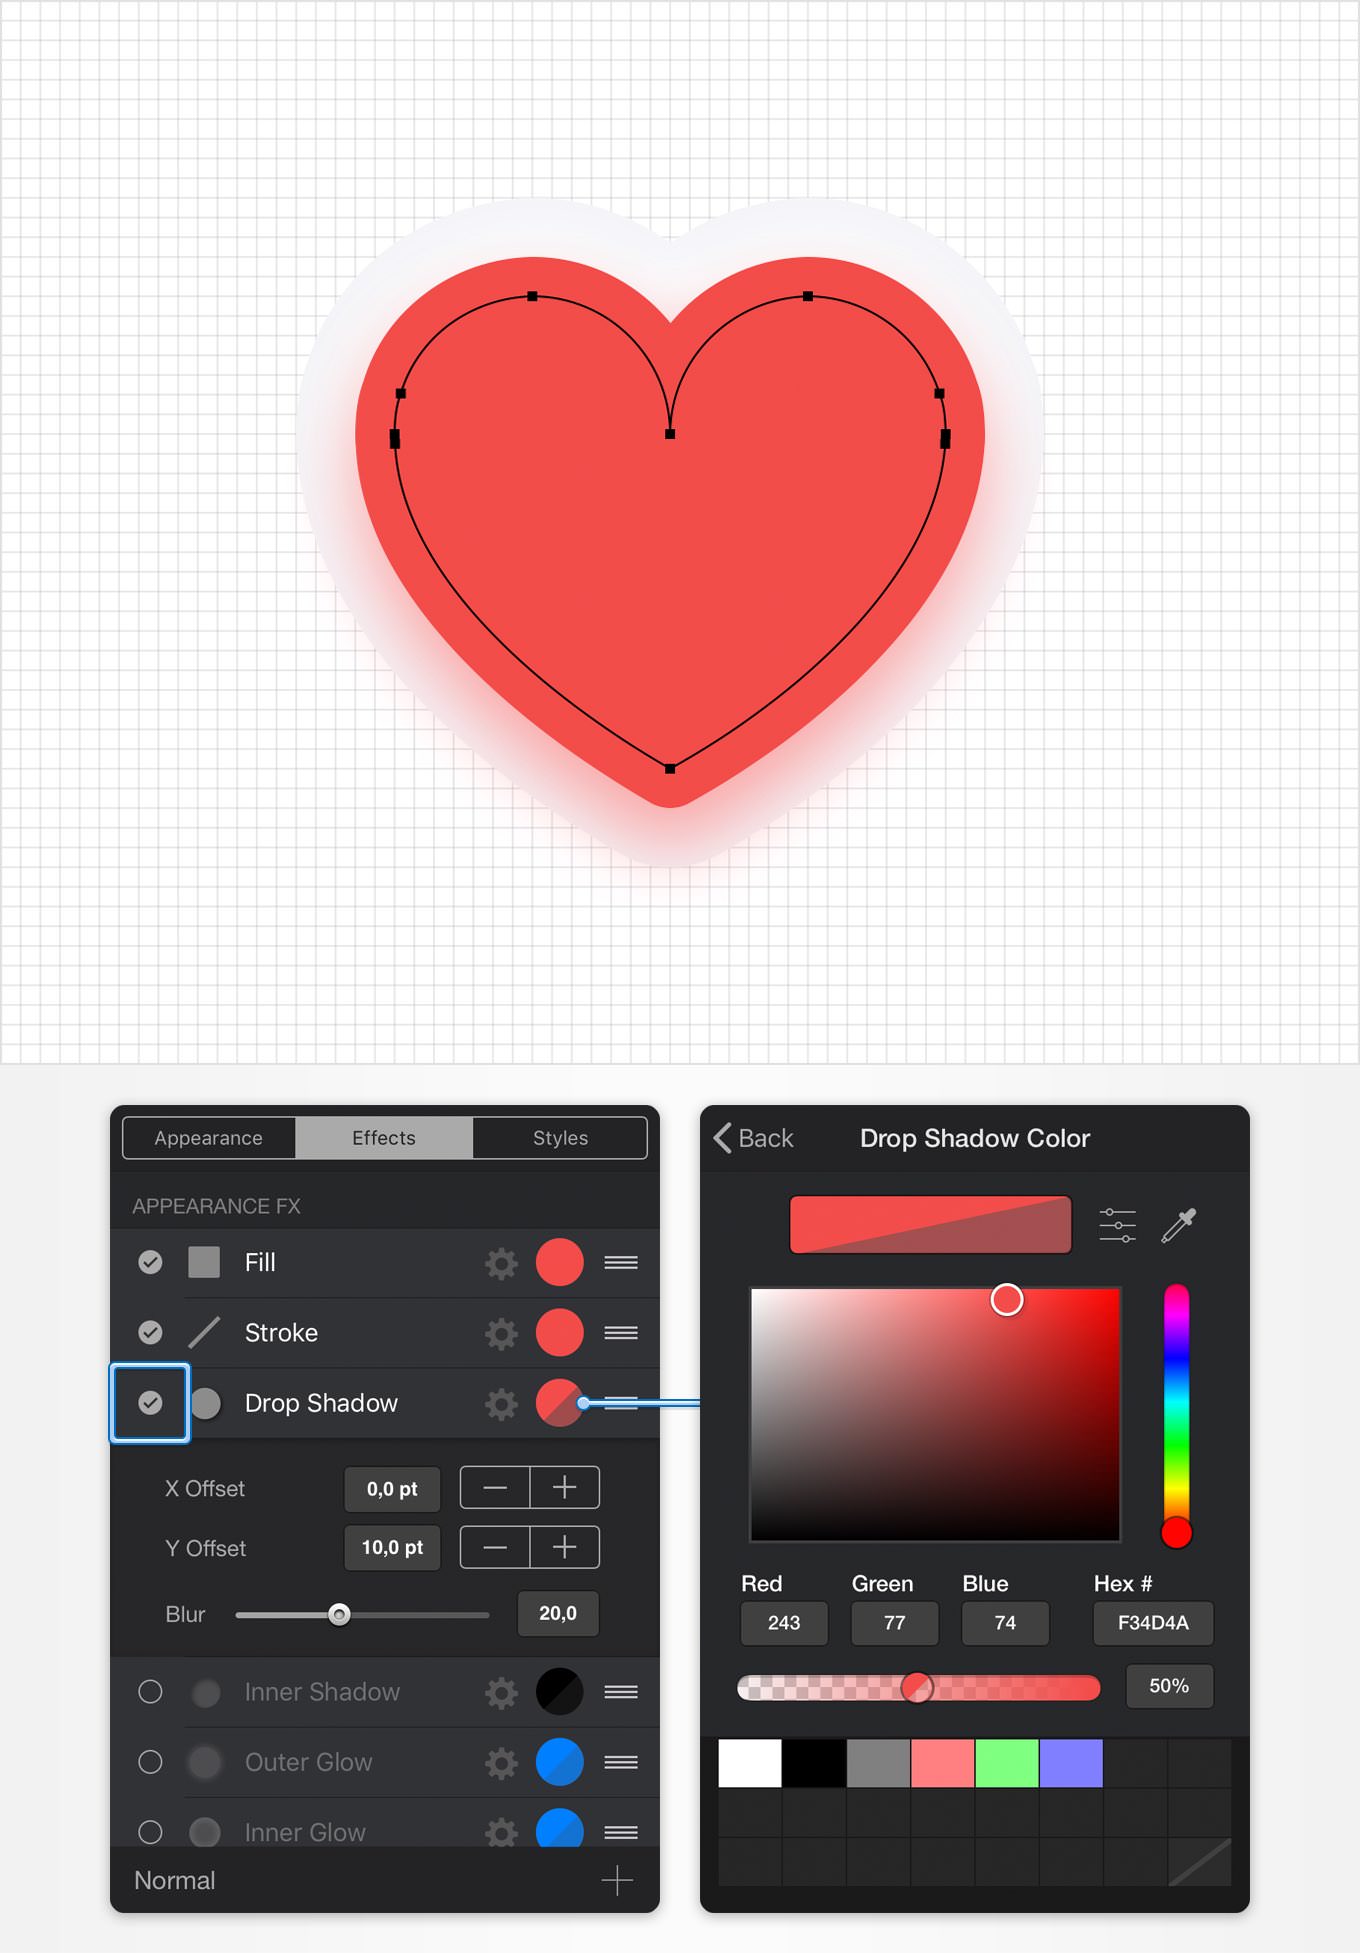 Appearance Effects Styles
APPEARANCE FX
Fill
Stroke
Drop Shadow
X Offset 0,0 pt
Y Offset 10,0 pt
Blur 20,0
Inner Shadow
Outer Glow
Inner Glow
Normal
Back Drop Shadow Color
Red Green Blue Hex #
243 77 74 F34D4A
50%